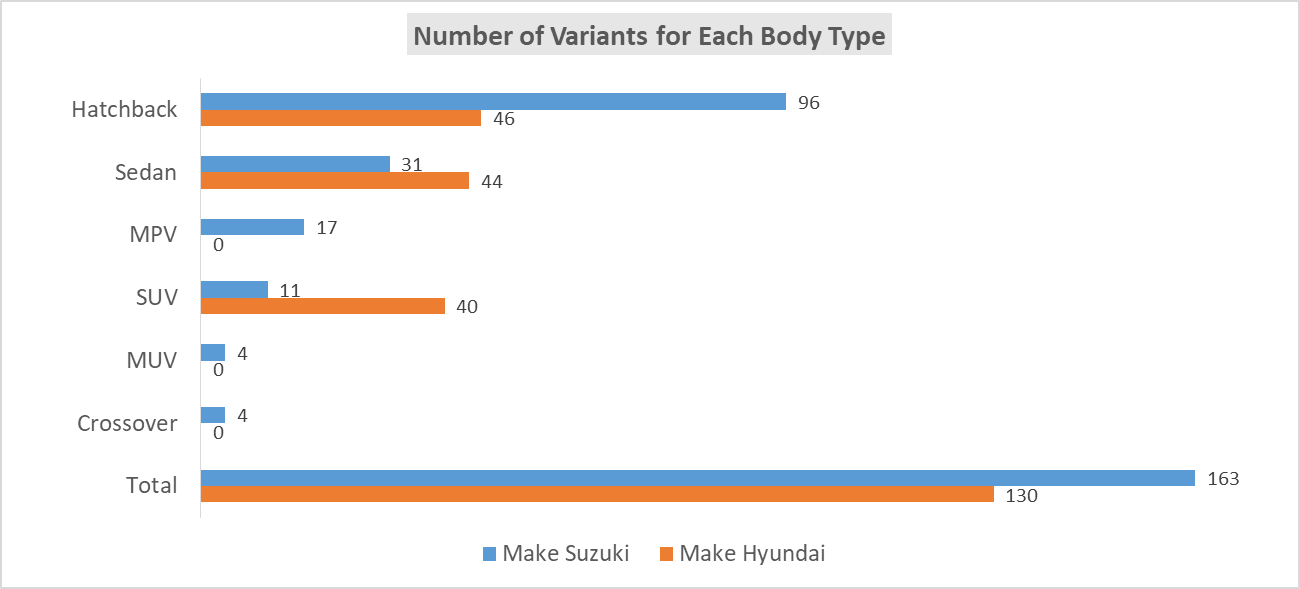 Number of Variants for Each Body Type
Hatchback
96
46
Sedan
31
44
MPV
17
0
SUV
11
40
MUV
4
0
Crossover
4
0
Total
163
130
Make Suzuki
Make Hyundai